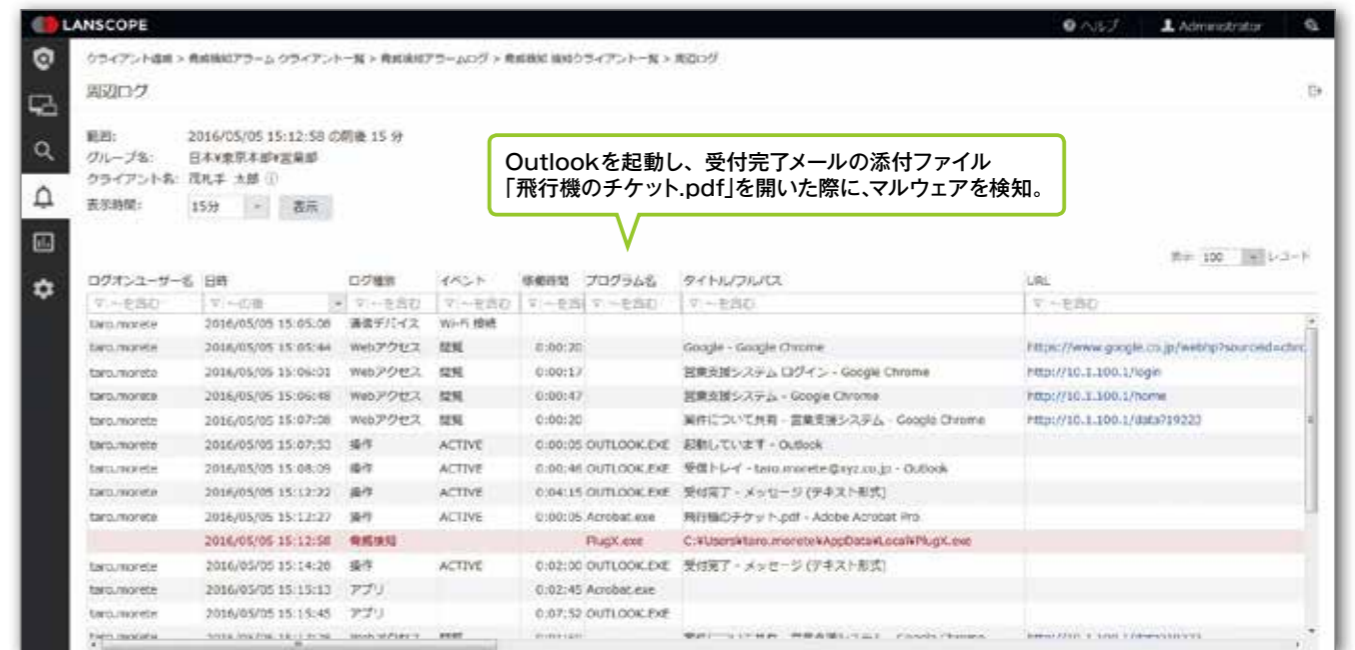 LANSCOPE
ヘルプ Administrator
クライアント環境 > 脅威検知アラーム クライアント一覧 > 脅威検知アラームログ > 脅威検知 検知クライアント一覧 > 周辺ログ
周辺ログ
範囲: 2016/05/05 15:12:58 の前後 15 分
グループ名: 日本¥東京本部¥営業部
クライアント名: 茂礼手 太郎
表示時間: 15分 表示
Outlookを起動し、受付完了メールの添付ファイル
「飛行機のチケット.pdf」を開いた際に、マルウェアを検知。
表示 100 レコード
ログオンユーザー名 日時 ログ種別 イベント 稼働時間 プログラム名 タイトル/フルパス URL
~を含む ~の後 ~を含む ~を含む ~を含 ~を含む ~を含む ~を含む
taro.morete 2016/05/05 15:05:08 通信デバイス Wi-Fi 接続
taro.morete 2016/05/05 15:05:44 Webアクセス 閲覧 0:00:20 Google - Google Chrome https://www.google.co.jp/webhp?sourceid=chro
taro.morete 2016/05/05 15:06:01 Webアクセス 閲覧 0:00:17 営業支援システム ログイン - Google Chrome http://10.1.100.1/login
taro.morete 2016/05/05 15:06:48 Webアクセス 閲覧 0:00:47 営業支援システム - Google Chrome http://10.1.100.1/home
taro.morete 2016/05/05 15:07:08 Webアクセス 閲覧 0:00:20 案件について共有 - 営業支援システム - Google Chrome http://10.1.100.1/data?19223
taro.morete 2016/05/05 15:07:53 操作 ACTIVE 0:00:05 OUTLOOK.EXE 起動しています - Outlook
taro.morete 2016/05/05 15:08:09 操作 ACTIVE 0:00:46 OUTLOOK.EXE 受信トレイ - taro.morete@xyz.co.jp - Outlook
taro.morete 2016/05/05 15:12:22 操作 ACTIVE 0:04:15 OUTLOOK.EXE 受付完了 - メッセージ (テキスト形式)
taro.morete 2016/05/05 15:12:27 操作 ACTIVE 0:00:05 Acrobat.exe 飛行機のチケット.pdf - Adobe Acrobat Pro
2016/05/05 15:12:58 脅威検知 PlugX.exe C:¥Users¥taro.morete¥AppData¥Local¥PlugX.exe
taro.morete 2016/05/05 15:14:28 操作 ACTIVE 0:02:00 OUTLOOK.EXE 受付完了 - メッセージ (テキスト形式)
taro.morete 2016/05/05 15:15:13 アプリ 0:02:45 Acrobat.exe
taro.morete 2016/05/05 15:15:45 アプリ 0:07:52 OUTLOOK.EXE